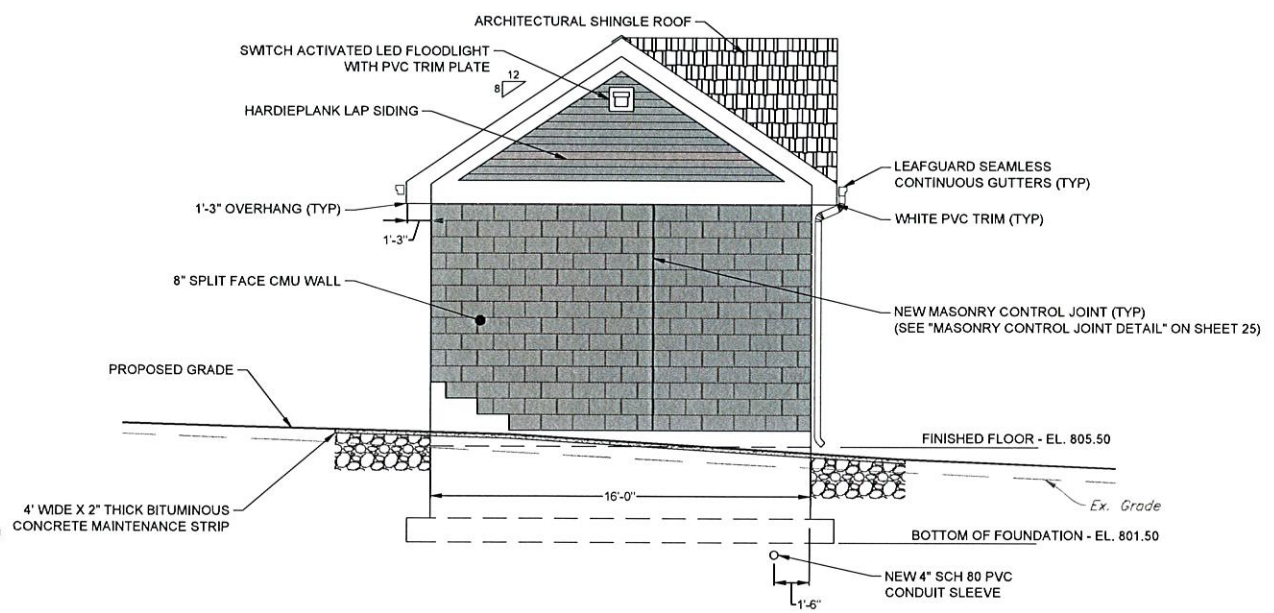 ARCHITECTURAL SHINGLE ROOF
SWITCH ACTIVATED LED FLOODLIGHT
WITH PVC TRIM PLATE
12
8
HARDIEPLANK LAP SIDING
LEAFGUARD SEAMLESS
CONTINUOUS GUTTERS (TYP)
1'-3" OVERHANG (TYP)
WHITE PVC TRIM (TYP)
1'-3"
8" SPLIT FACE CMU WALL
NEW MASONRY CONTROL JOINT (TYP)
(SEE "MASONRY CONTROL JOINT DETAIL" ON SHEET 25)
PROPOSED GRADE
FINISHED FLOOR - EL. 805.50
16'-0"
4' WIDE X 2" THICK BITUMINOUS
CONCRETE MAINTENANCE STRIP
Ex. Grade
BOTTOM OF FOUNDATION - EL. 801.50
NEW 4" SCH 80 PVC
CONDUIT SLEEVE
1'-6"